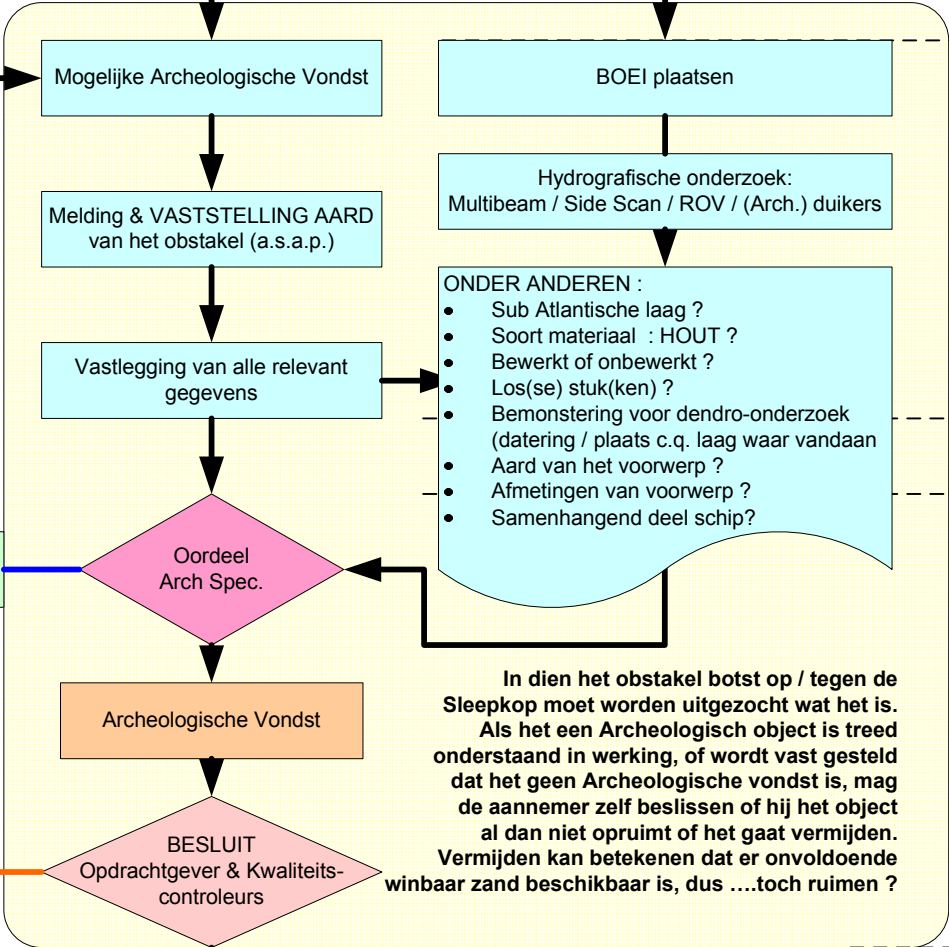 Mogelijke Archeologische Vondst
Melding & VASTSTELLING AARD
van het obstakel (a.s.a.p.)
Vastlegging van alle relevant
gegevens
Oordeel
Arch Spec.
Archeologische Vondst
BESLUIT
Opdrachtgever & Kwaliteits-
controleurs
BOEI plaatsen
Hydrografische onderzoek:
Multibeam / Side Scan / ROV / (Arch.) duikers
ONDER ANDEREN :
• Sub Atlantische laag ?
• Soort materiaal : HOUT ?
• Bewerkt of onbewerkt ?
• Los(se) stuk(ken) ?
• Bemonstering voor dendro-onderzoek
(datering / plaats c.q. laag waar vandaan
• Aard van het voorwerp ?
• Afmetingen van voorwerp ?
• Samenhangend deel schip?
In dien het obstakel botst op / tegen de
Sleepkop moet worden uitgezocht wat het is.
Als het een Archeologisch object is treed
onderstaand in werking, of wordt vast gesteld
dat het geen Archeologische vondst is, mag
de aannemer zelf beslissen of hij het object
al dan niet opruimt of het gaat vermijden.
Vermijden kan betekenen dat er onvoldoende
winbaar zand beschikbaar is, dus ….toch ruimen ?